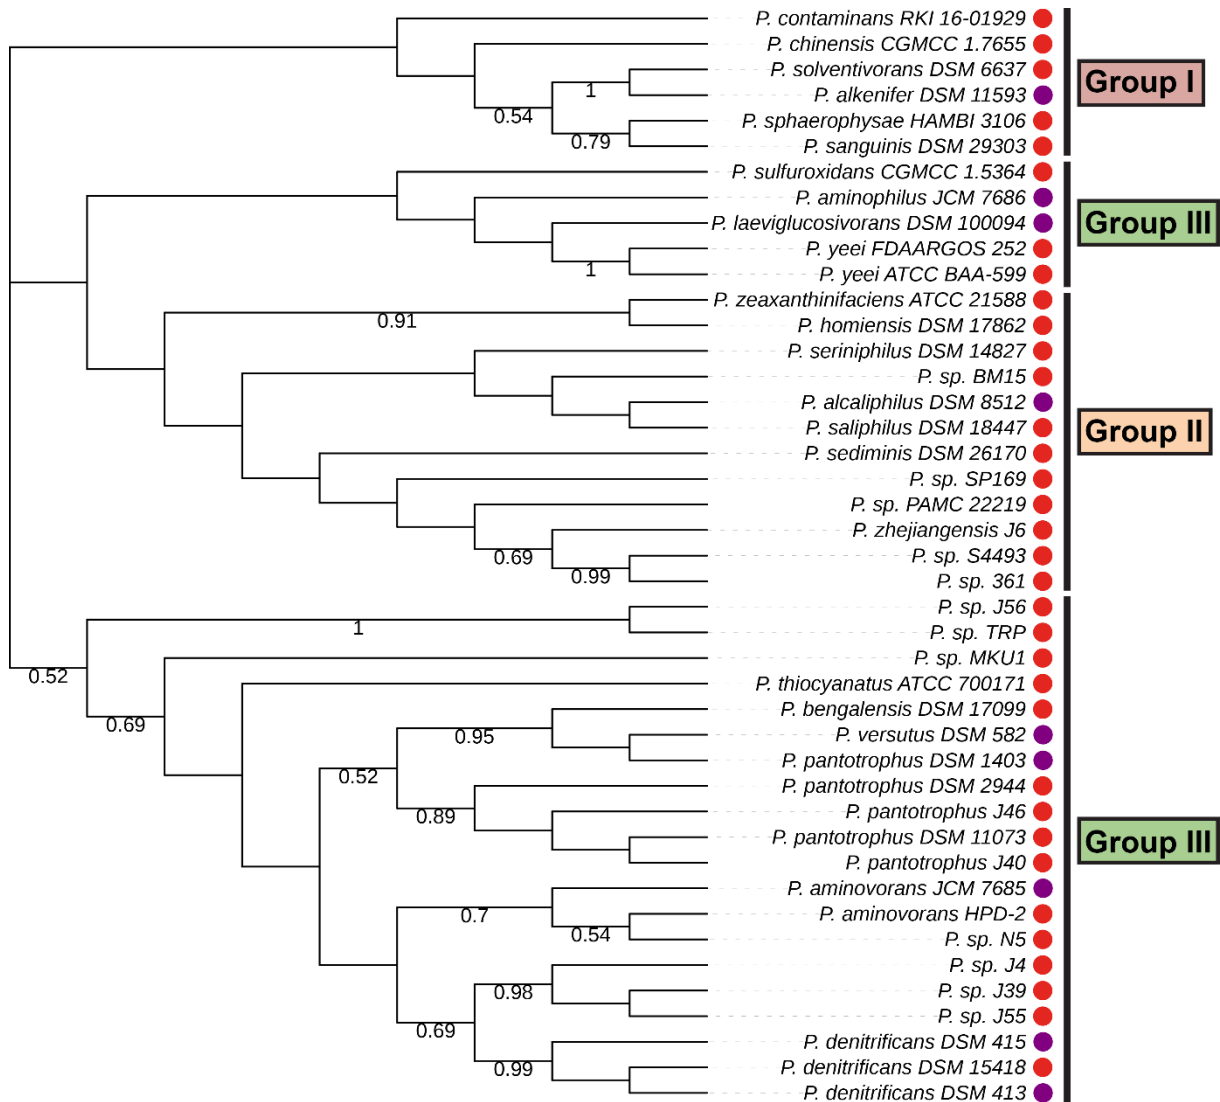 P. contaminans RKI 16-01929
P. chinensis CGMCC 1.7655
P. solventivorans DSM 6637
Group I
1
P. alkenifer DSM 11593
0.54
P. sphaerophysae HAMBI 3106
0.79
P. sanguinis DSM 29303
P. sulfuroxidans CGMCC 1.5364
P. aminophilus JCM 7686
P. laeviglucosivorans DSM 100094
Group III
P. yeei FDAARGOS 252
1
P. yeei ATCC BAA-599
P. zeaxanthinifaciens ATCC 21588
0.91
P. homiensis DSM 17862
P. seriniphilus DSM 14827
P. sp. BM15
P. alcaliphilus DSM 8512
P. saliphilus DSM 18447
Group II
P. sediminis DSM 26170
P. sp. SP169
P. sp. PAMC 22219
P. zhejiangensis J6
0.69
P. sp. S4493
0.99
P. sp. 361
P. sp. J56
1
P. sp. TRP
P. sp. MKU1
0.52
P. thiocyanatus ATCC 700171
P. bengalensis DSM 17099
0.69
P. versutus DSM 582
0.95
P. pantotrophus DSM 1403
0.52
P. pantotrophus DSM 2944
P. pantotrophus J46
0.89
P. pantotrophus DSM 11073
Group III
P. pantotrophus J40
P. aminovorans JCM 7685
P. aminovorans HPD-2
0.7
0.54
P. sp. N5
P. sp. J4
P. sp. J39
0.98
P. sp. J55
0.69
P. denitrificans DSM 415
P. denitrificans DSM 15418
0.99
P. denitrificans DSM 413